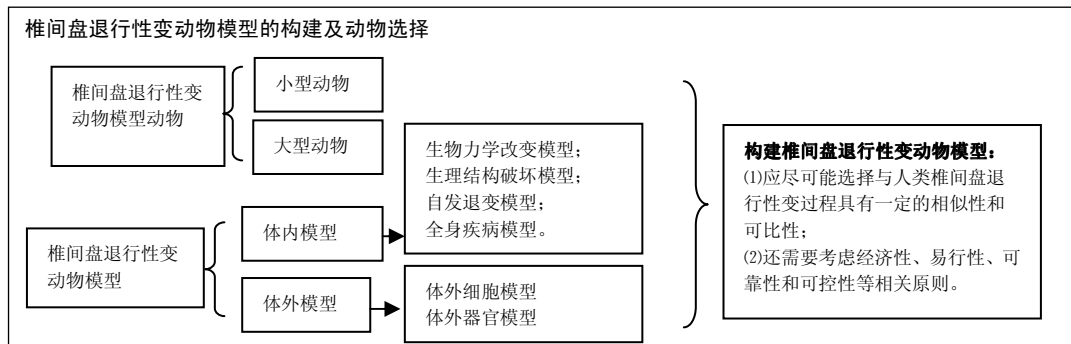 椎间盘退行性变动物模型的构建及动物选择
椎间盘退行性变
动物模型动物
小型动物
大型动物
椎间盘退行性变
动物模型
体内模型
体外模型
生物力学改变模型；
生理结构破坏模型；
自发退变模型；
全身疾病模型。
体外细胞模型
体外器官模型
构建椎间盘退行性变动物模型：
⑴应尽可能选择与人类椎间盘退
行性变过程具有一定的相似性和
可比性；
⑵还需要考虑经济性、易行性、可
靠性和可控性等相关原则。